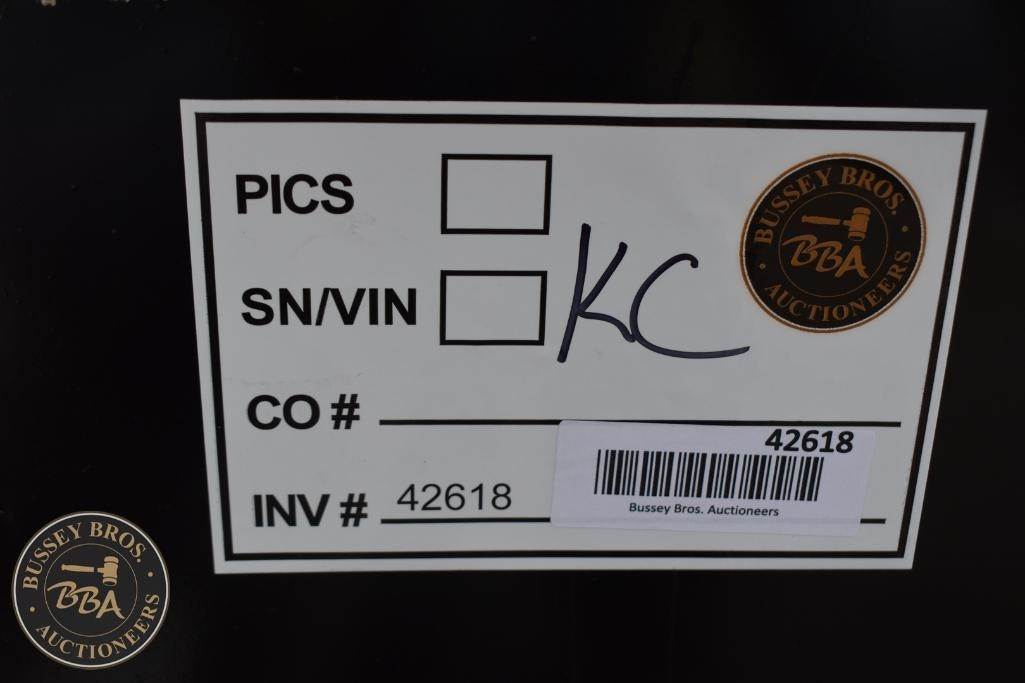 PICS
SN/VIN
KC
BUSSEY BROS.
BBA
AUCTIONEERS
CO #
INV # 42618
42618
Bussey Bros. Auctioneers
BUSSEY BROS.
BBA
AUCTIONEERS